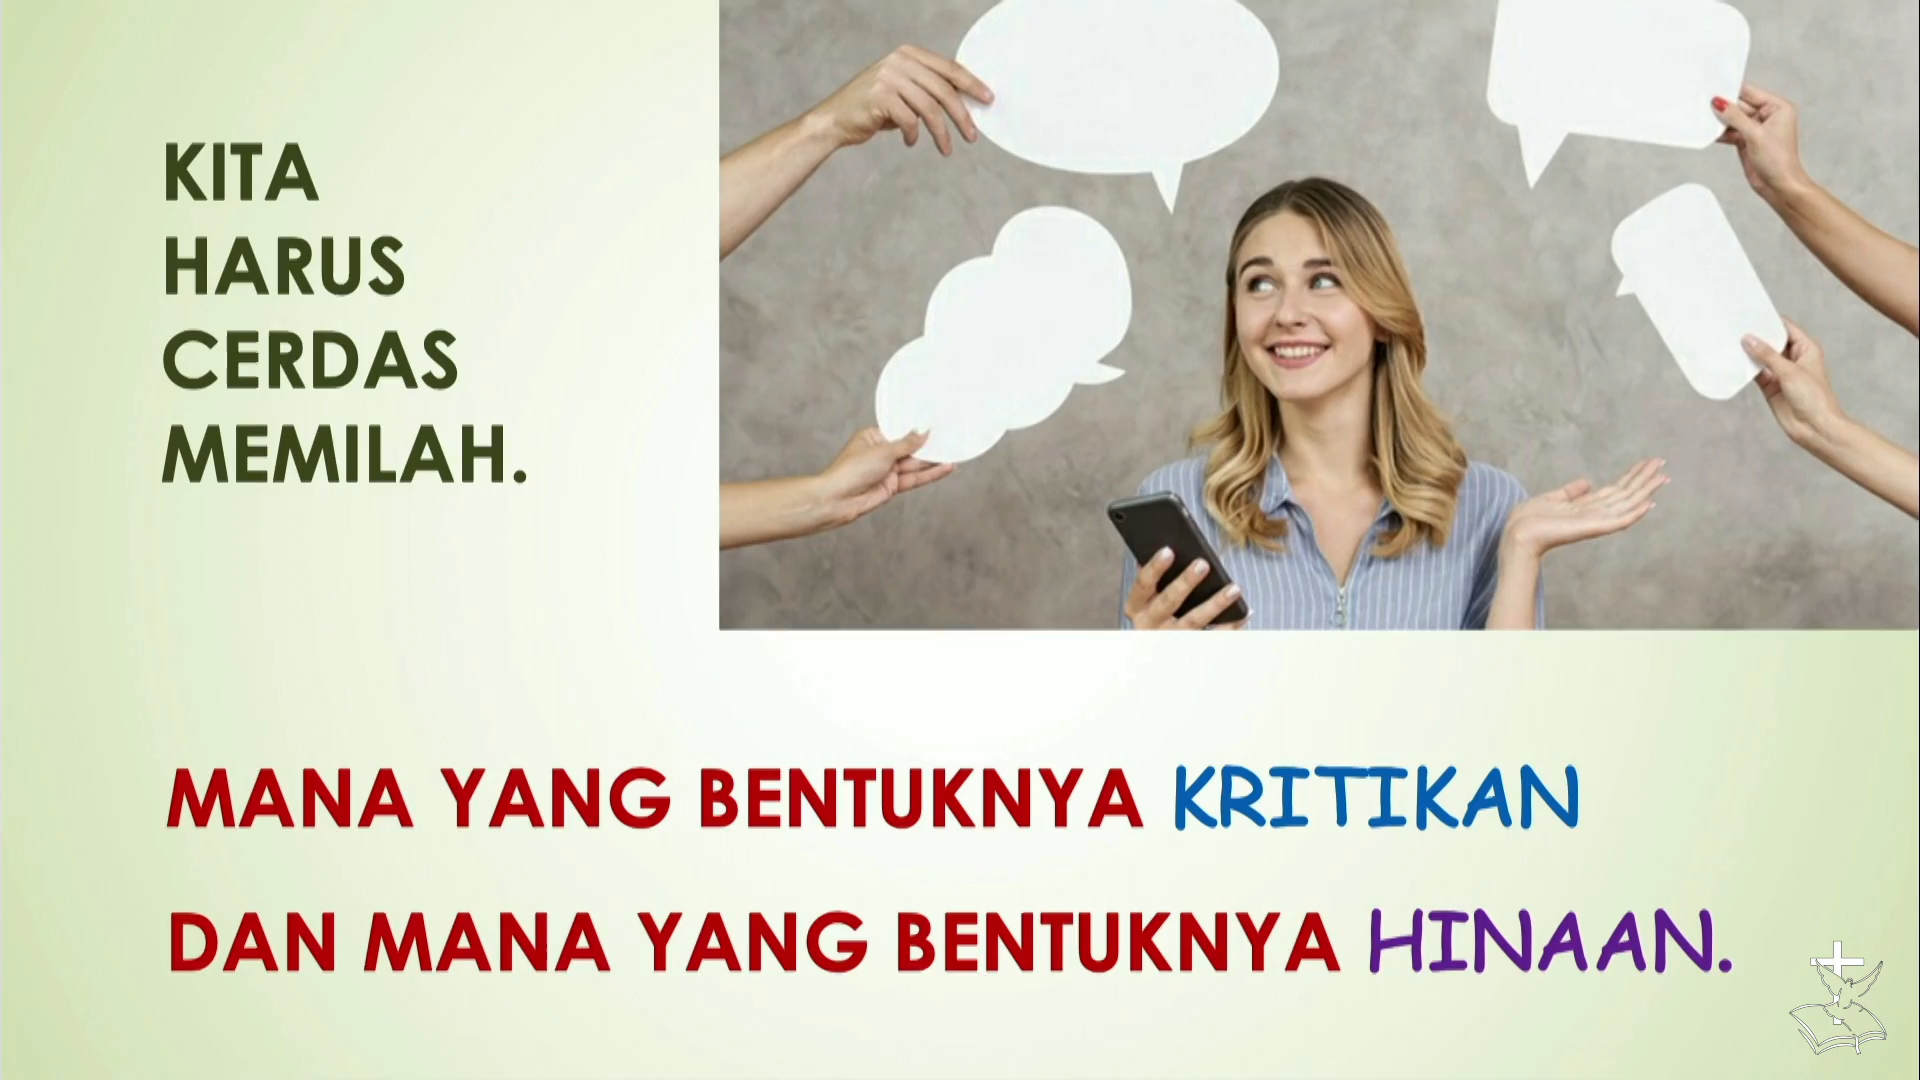 KITA
HARUS
CERDAS
MEMILAH.
MANA YANG BENTUKNYA KRITIKAN
DAN MANA YANG BENTUKNYA HINAAN.